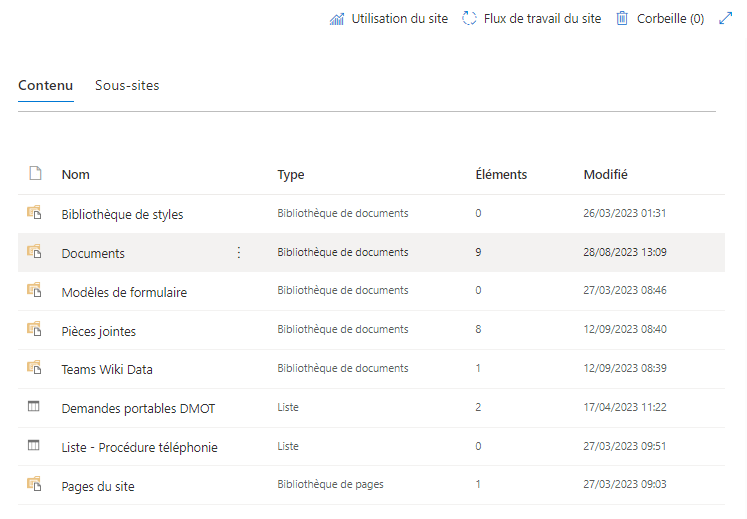 Utilisation du site Flux de travail du site Corbeille (0)
Contenu Sous-sites
Nom Type Éléments Modifié
Bibliothèque de styles Bibliothèque de documents 0 26/03/2023 01:31
Documents Bibliothèque de documents 9 28/08/2023 13:09
Modèles de formulaire Bibliothèque de documents 0 27/03/2023 08:46
Pièces jointes Bibliothèque de documents 8 12/09/2023 08:40
Teams Wiki Data Bibliothèque de documents 1 12/09/2023 08:39
Demandes portables DMOT Liste 2 17/04/2023 11:22
Liste - Procédure téléphonie Liste 0 27/03/2023 09:51
Pages du site Bibliothèque de pages 1 27/03/2023 09:03